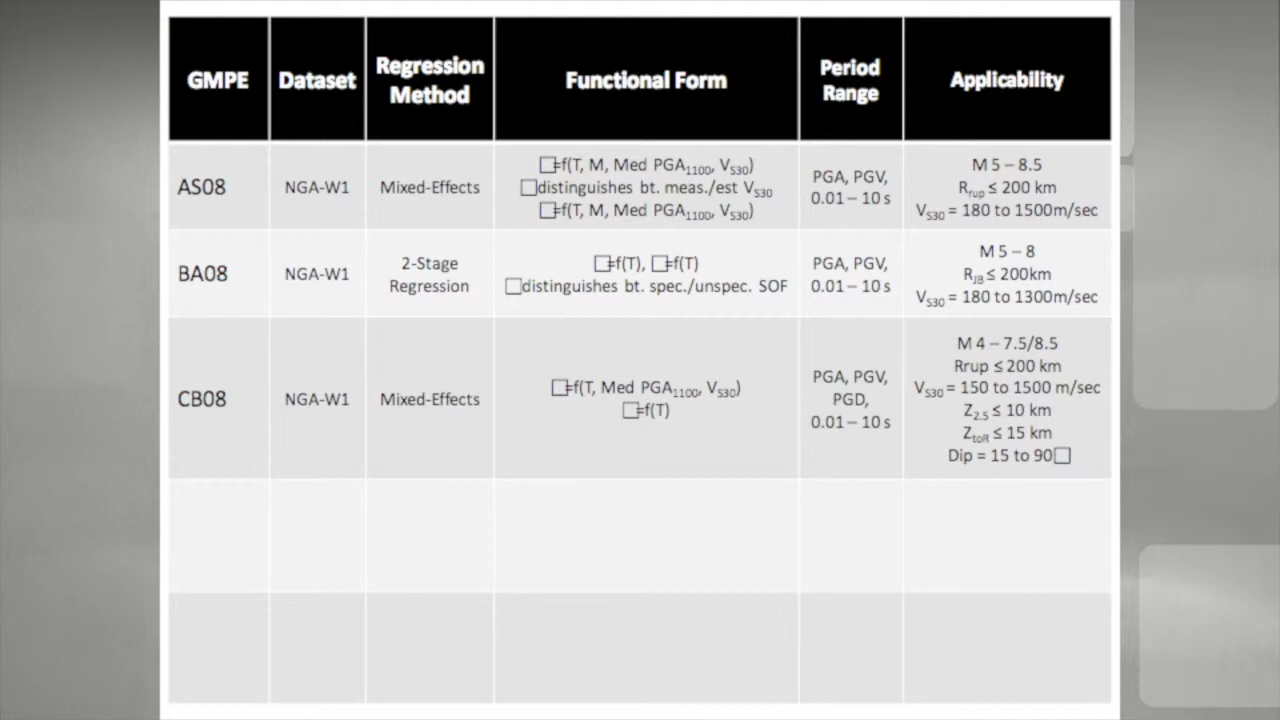 GMPE
Dataset
Regression
Method
Functional Form
Period
Range
Applicability
AS08
NGA-W1
Mixed-Effects
□=f(T, M, Med PGA1100, VS30)
□distinguishes bt. meas./est VS30
□=f(T, M, Med PGA1100, VS30)
PGA, PGV,
0.01 – 10 s
M 5 – 8.5
Rrup ≤ 200 km
VS30 = 180 to 1500m/sec
BA08
NGA-W1
2-Stage
Regression
□=f(T), □=f(T)
□distinguishes bt. spec./unspec. SOF
PGA, PGV,
0.01 – 10 s
M 5 – 8
RJB ≤ 200km
VS30 = 180 to 1300m/sec
CB08
NGA-W1
Mixed-Effects
□=f(T, Med PGA1100, VS30)
□=f(T)
PGA, PGV,
PGD,
0.01 – 10 s
M 4 – 7.5/8.5
Rrup ≤ 200 km
VS30 = 150 to 1500 m/sec
Z2.5 ≤ 10 km
ZtoR ≤ 15 km
Dip = 15 to 90□